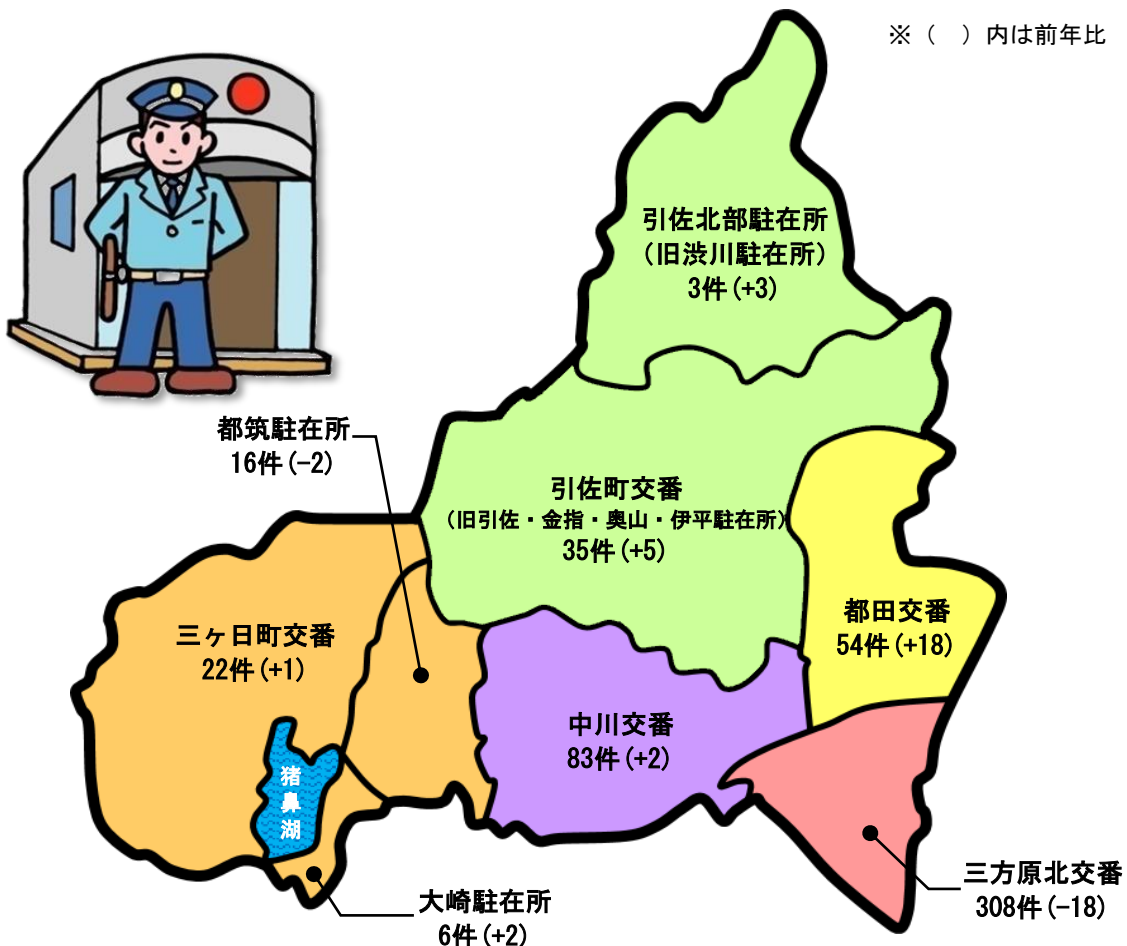 ※（　）内は前年比
引佐北部駐在所
（旧渋川駐在所）
3件(+3)
都筑駐在所
16件(-2)
引佐町交番
（旧引佐・金指・奥山・伊平駐在所）
35件(+5)
都田交番
54件(+18)
三ヶ日町交番
22件(+1)
中川交番
83件(+2)
猪鼻湖
三方原北交番
308件(-18)
大崎駐在所
6件(+2)